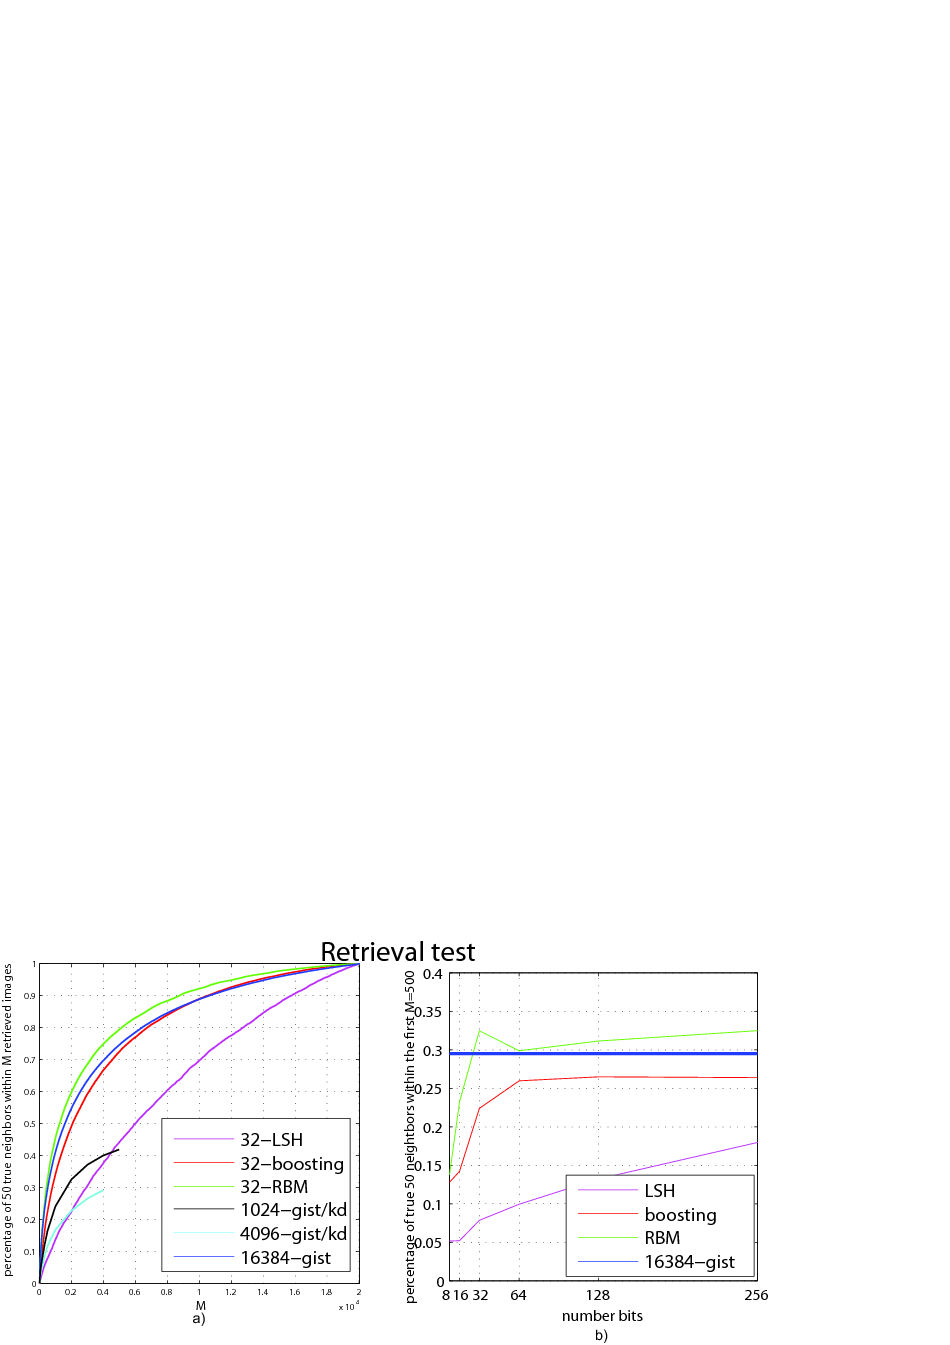 Retrieval test
percentage of 50 true neighbors within M retrieved images
1
0.9
0.8
0.7
0.6
0.5
0.4
0.3
0.2
0.1
0
0 0.2 0.4 0.6 0.8 1 1.2 1.4 1.6 1.8 2
x 10 4
M
a)
32−LSH
32−boosting
32−RBM
1024−gist/kd
4096−gist/kd
16384−gist
percentage of true 50 neightbors within the first M=500
0.4
0.35
0.3
0.25
0.2
0.15
0.1
0.05
0
8 16 32 64 128 256
number bits
b)
LSH
boosting
RBM
16384−gist